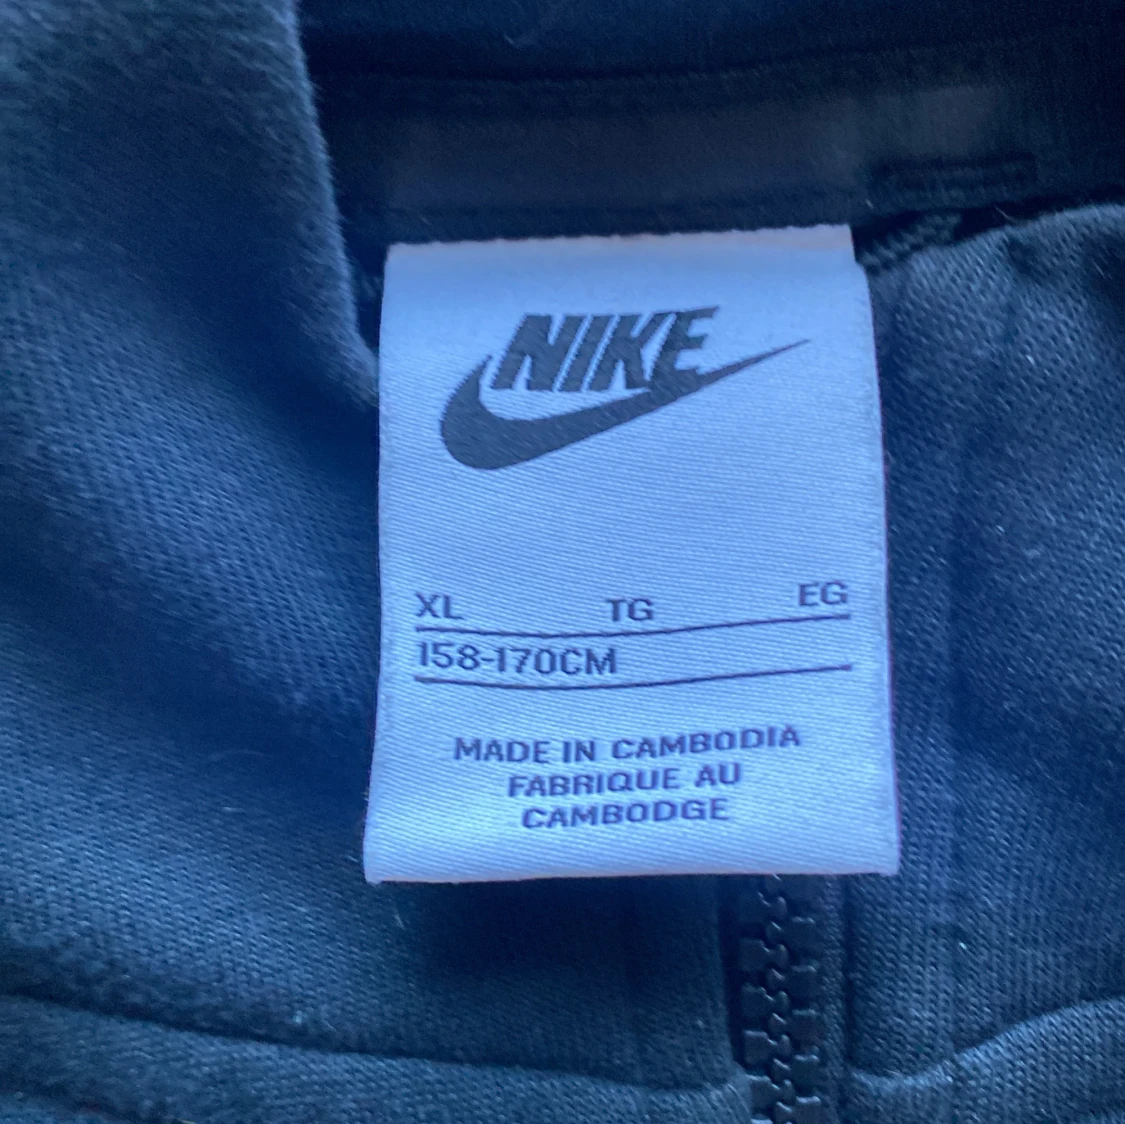 NIKE
XL TG EG
158-170CM
MADE IN CAMBODIA
FABRIQUE AU
CAMBODGE